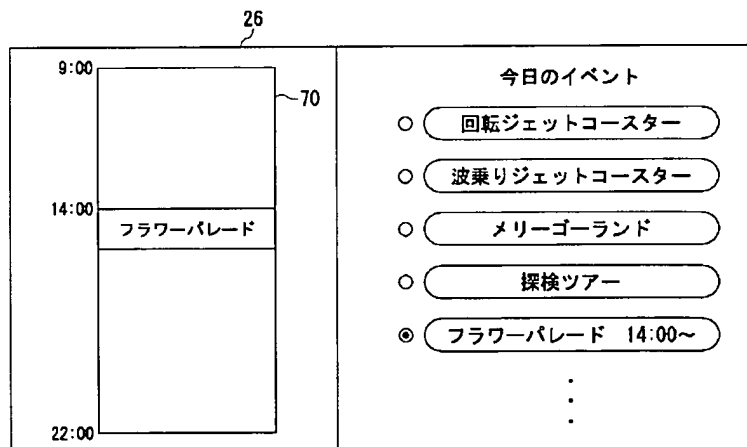 26
9:00
70
14:00
フラワーパレード
22:00
今日のイベント
回転ジェットコースター
波乗りジェットコースター
メリーゴーランド
探検ツアー
フラワーパレード 14:00〜